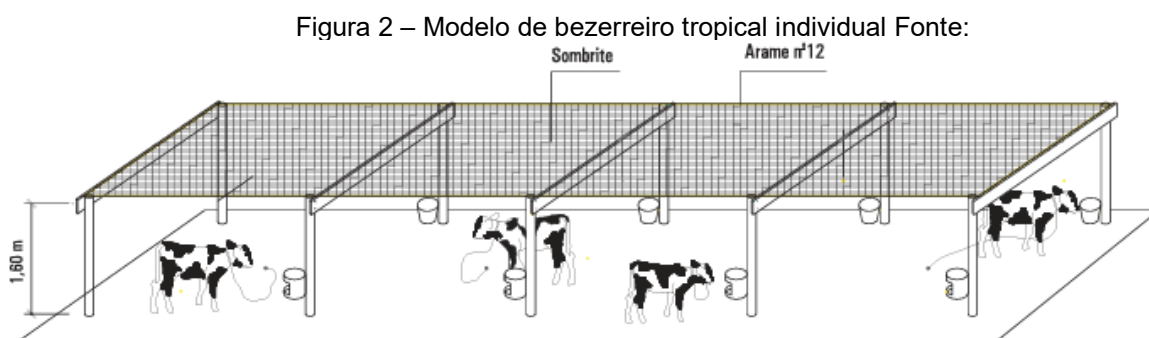 Figura 2 – Modelo de bezerreiro tropical individual Fonte:
Sombrite
Arame nº12
1,60 m